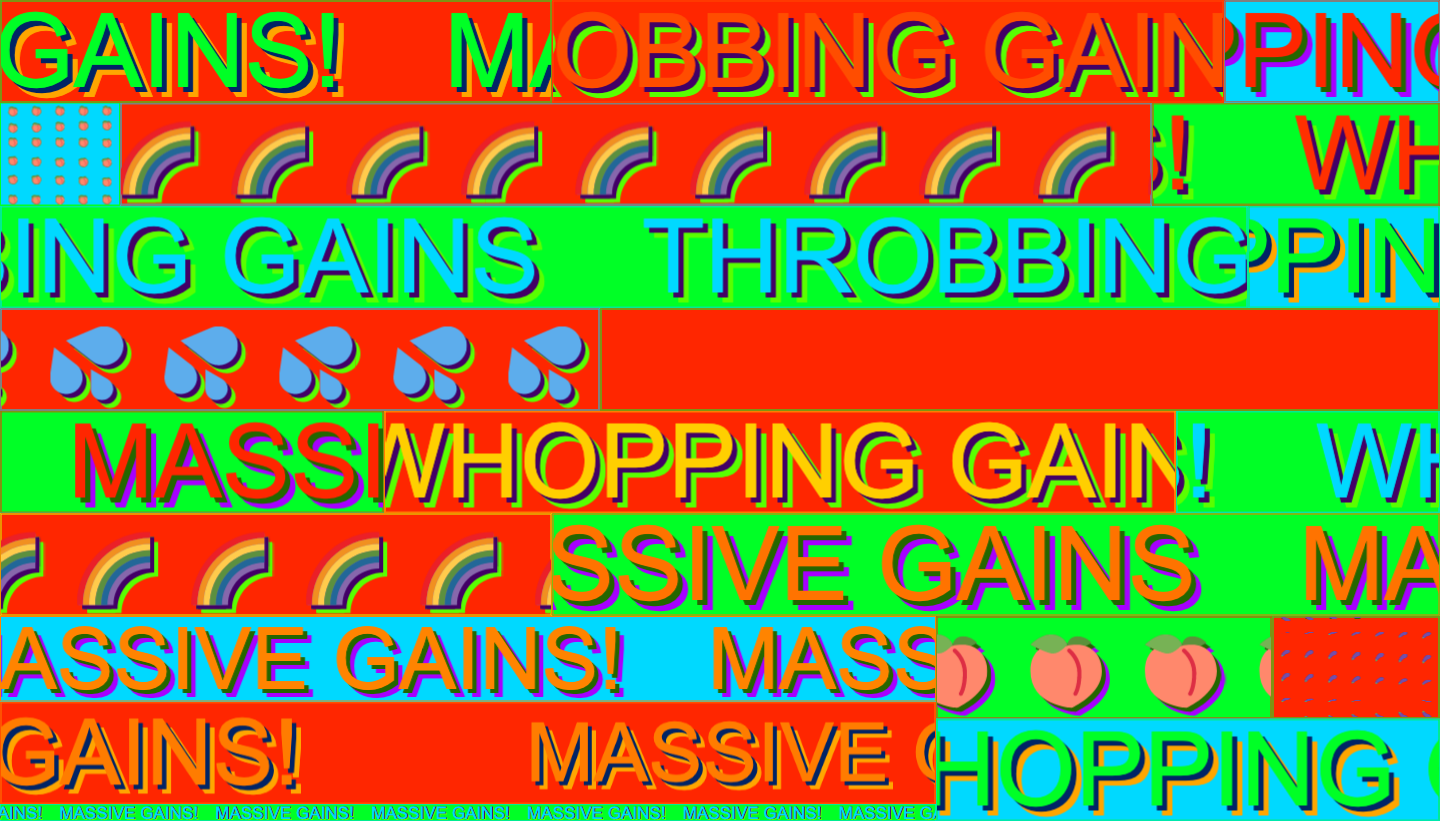 GAINS! MA OBBING GAIN PPING
S! WH
BING GAINS THROBBING PPIN
MASSI WHOPPING GAIN S! WH
SSIVE GAINS MA
ASSIVE GAINS! MASS
GAINS! MASSIVE G
HOPPING G
AINS! MASSIVE GAINS! MASSIVE GAINS! MASSIVE GAINS! MASSIVE GAINS! MASSIVE GAINS! MASSIVE G